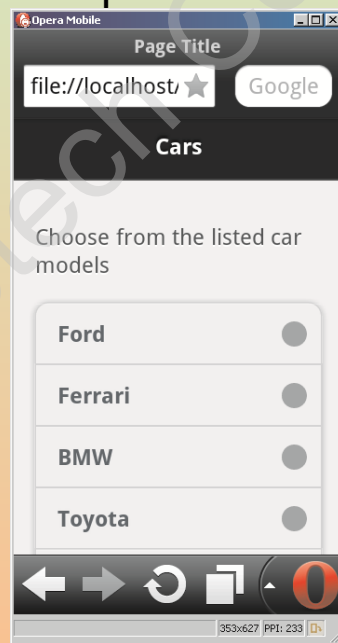 Opera Mobile
Page Title
file://localhost/
Google
Cars
Choose from the listed car
models
Ford
Ferrari
BMW
Toyota
353x627 PPI: 233